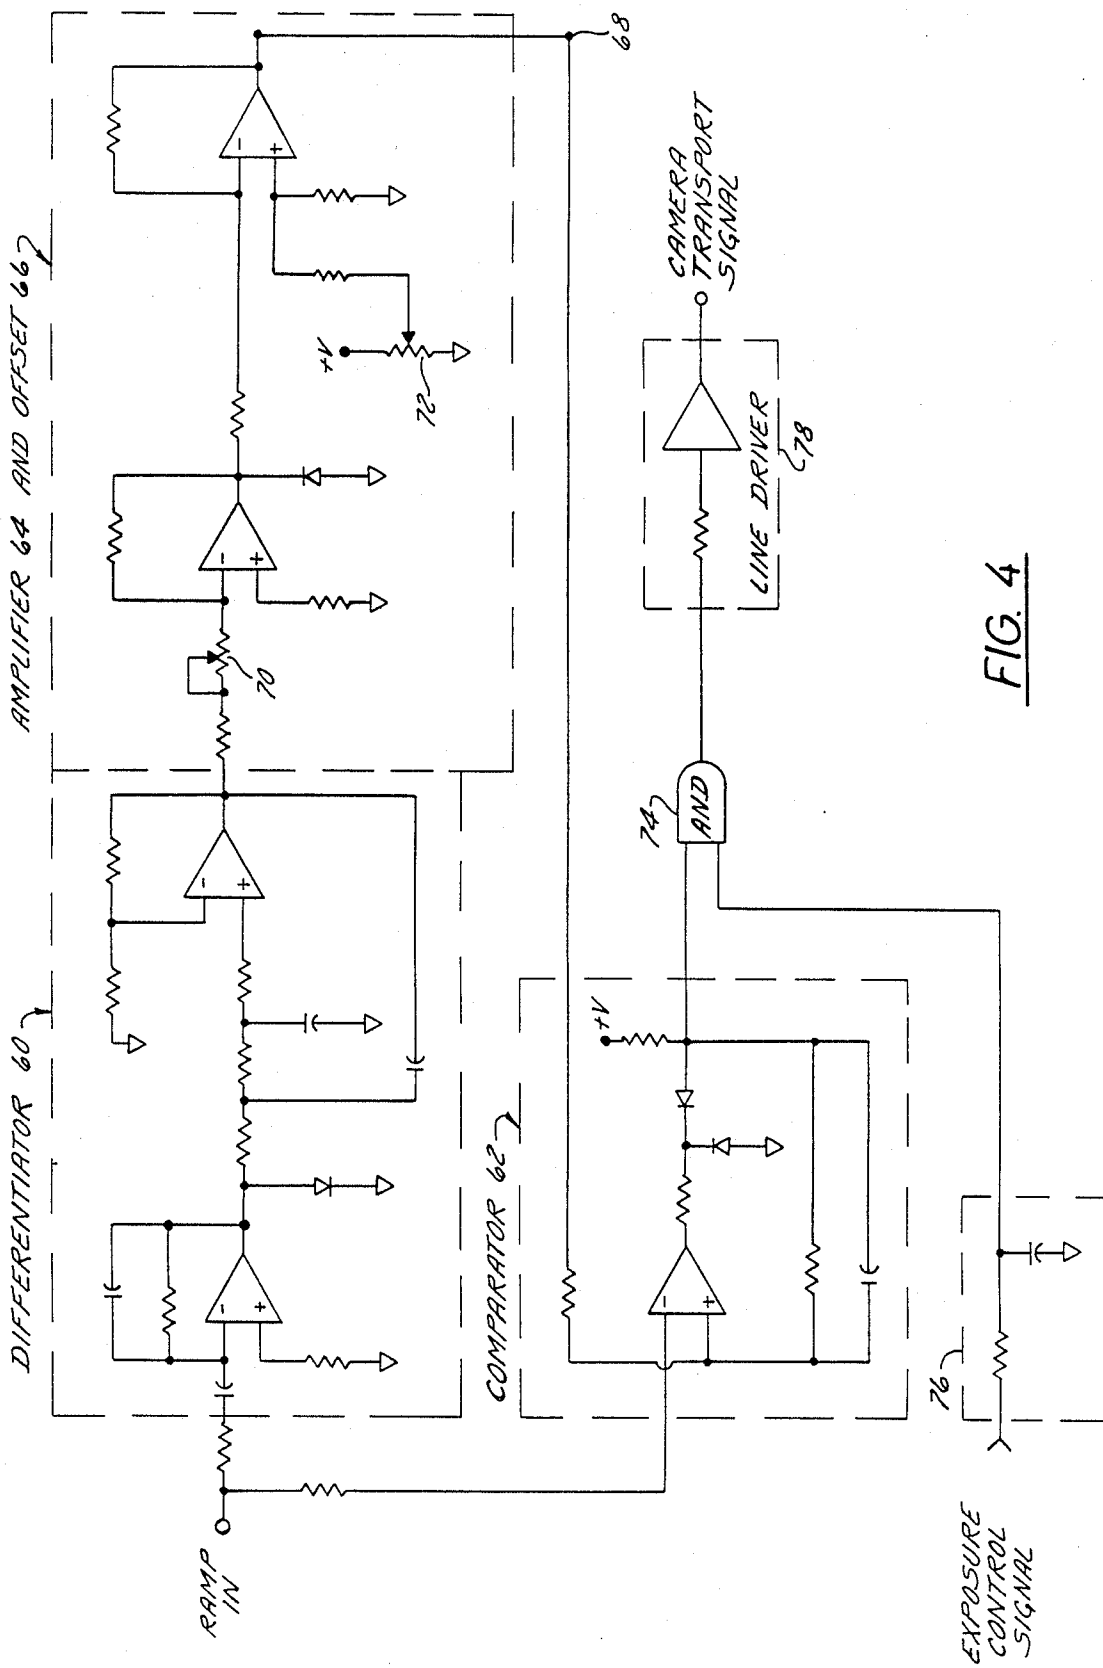 DIFFERENTIATOR 60
AMPLIFIER 64 AND OFFSET 66
RAMP
IN
-
+
-
+
70
-
+
+V
72
-
+
68
COMPARATOR 62
-
+
+V
74
AND
LINE DRIVER
78
CAMERA
TRANSPORT
SIGNAL
76
EXPOSURE
CONTROL
SIGNAL
FIG. 4